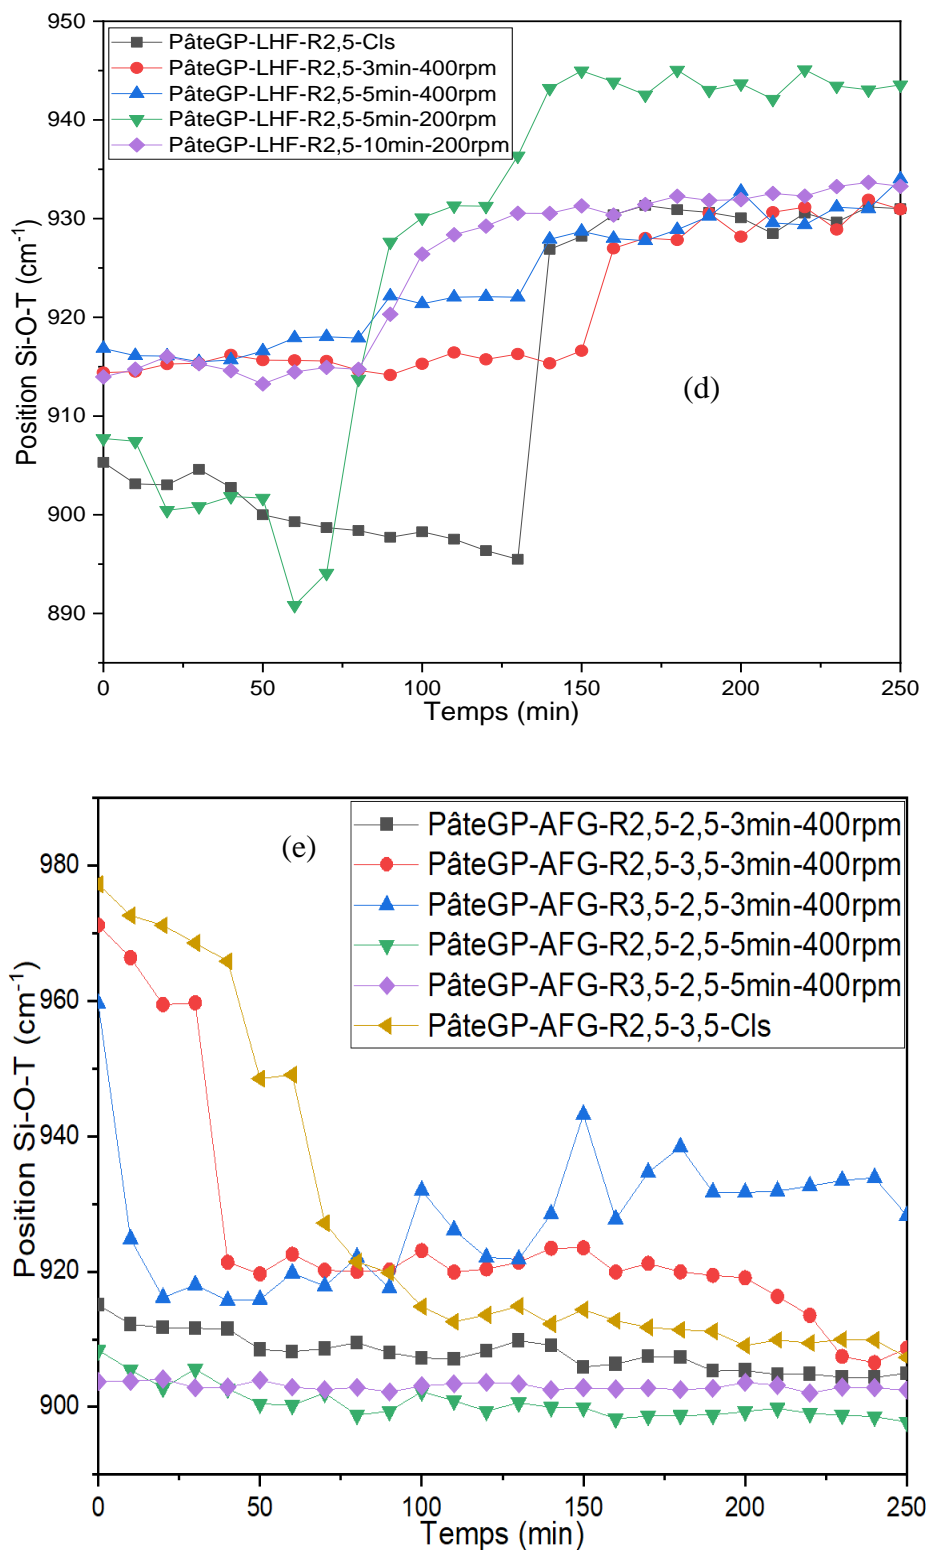 950
940
930
920
910
900
890
Position Si-O-T (cm⁻¹)
PâteGP-LHF-R2,5-Cls
PâteGP-LHF-R2,5-3min-400rpm
PâteGP-LHF-R2,5-5min-400rpm
PâteGP-LHF-R2,5-5min-200rpm
PâteGP-LHF-R2,5-10min-200rpm
(d)
0 50 100 150 200 250
Temps (min)
980
960
940
920
900
Position Si-O-T (cm⁻¹)
(e)
PâteGP-AFG-R2,5-2,5-3min-400rpm
PâteGP-AFG-R2,5-3,5-3min-400rpm
PâteGP-AFG-R3,5-2,5-3min-400rpm
PâteGP-AFG-R2,5-2,5-5min-400rpm
PâteGP-AFG-R3,5-2,5-5min-400rpm
PâteGP-AFG-R2,5-3,5-Cls
0 50 100 150 200 250
Temps (min)